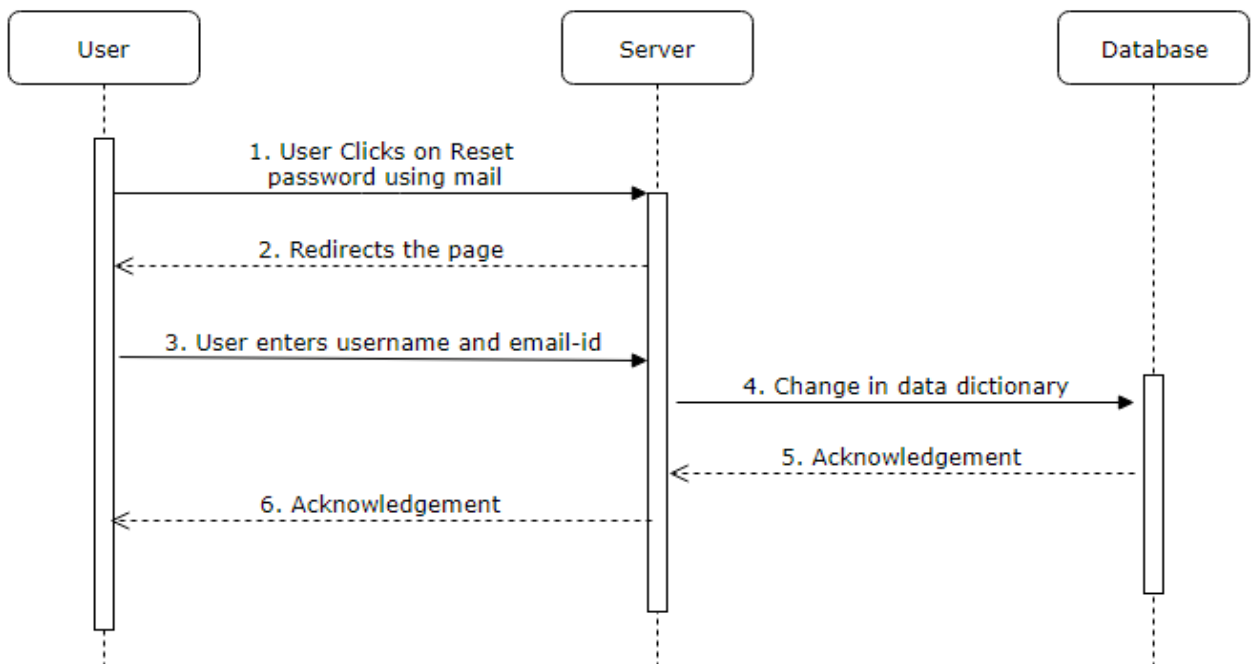 User
Server
Database
1. User Clicks on Reset
password using mail
2. Redirects the page
3. User enters username and email-id
4. Change in data dictionary
5. Acknowledgement
6. Acknowledgement